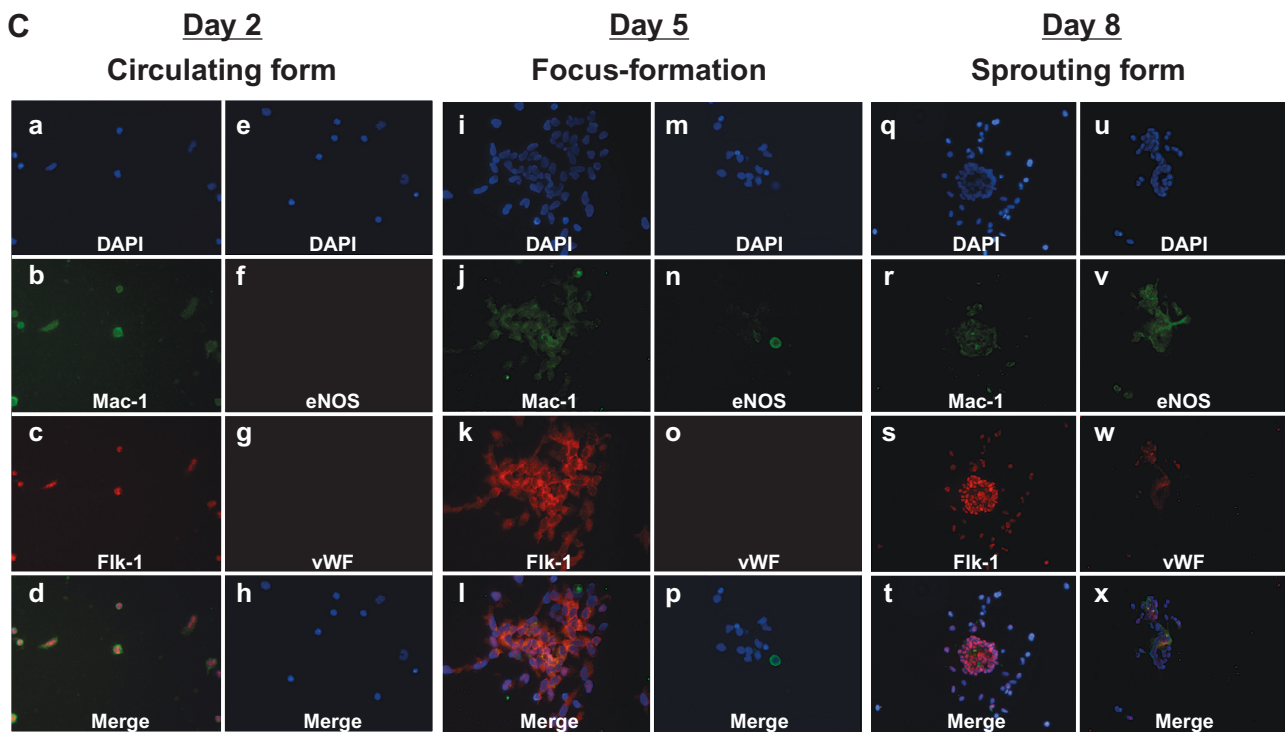 C
Day 2 Day 5 Day 8
Circulating form Focus-formation Sprouting form
a e i m q u
DAPI DAPI DAPI DAPI DAPI DAPI
b f j n r v
Mac-1 eNOS Mac-1 eNOS Mac-1 eNOS
c g k o s w
Flk-1 vWF Flk-1 vWF Flk-1 vWF
d h l p t x
Merge Merge Merge Merge Merge Merge